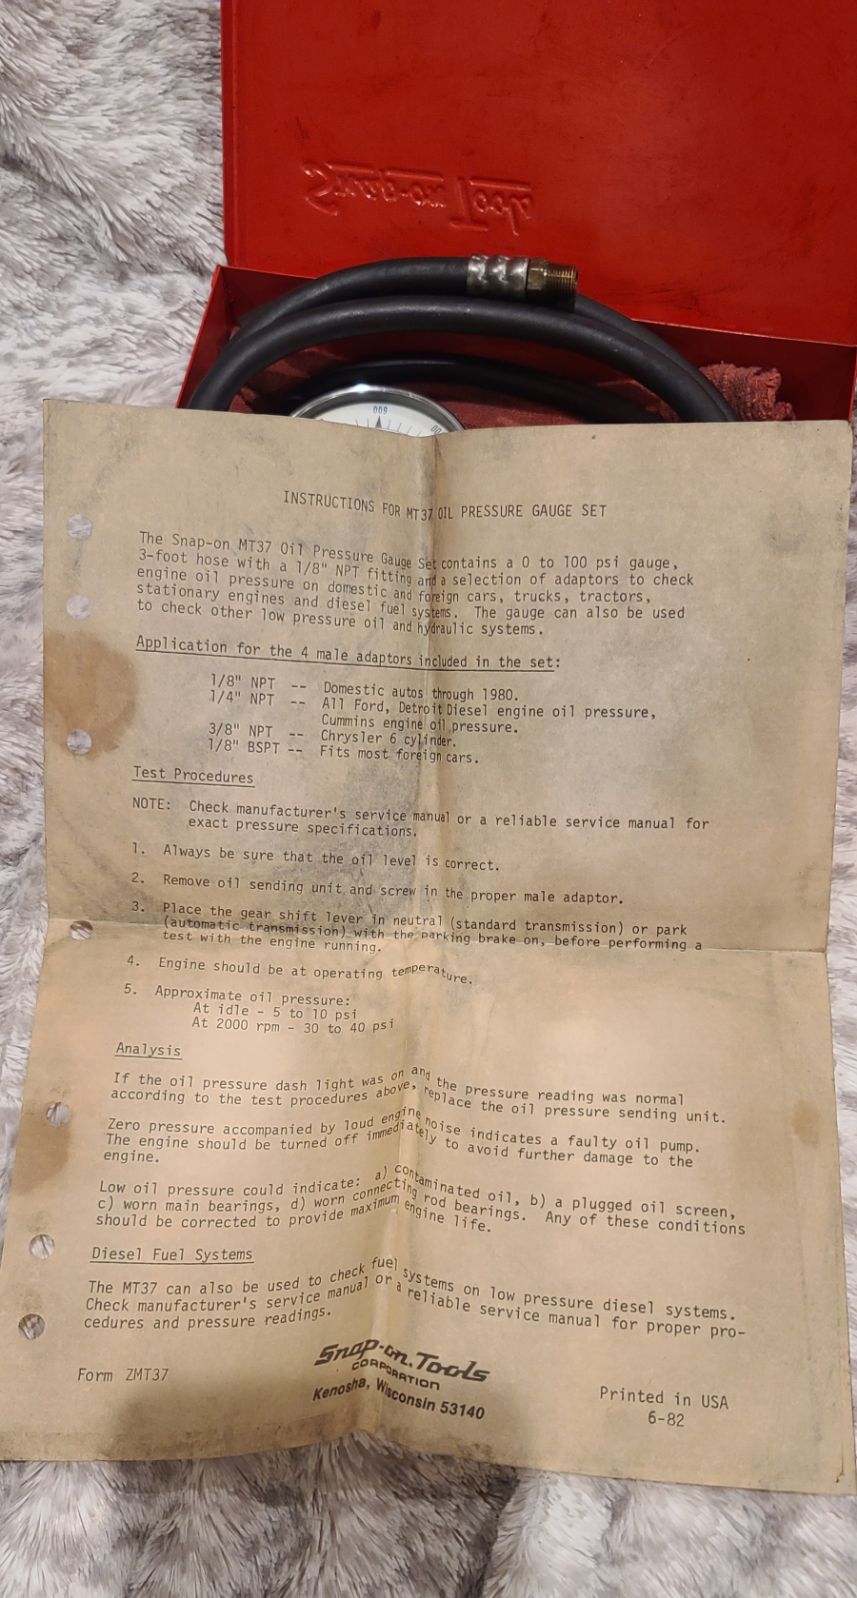 Snap-on Tools
600
INSTRUCTIONS FOR MT37 OIL PRESSURE GAUGE SET
The Snap-on MT37 Oil Pressure Gauge Set contains a 0 to 100 psi gauge,
3-foot hose with a 1/8" NPT fitting and a selection of adaptors to check
engine oil pressure on domestic and foreign cars, trucks, tractors,
stationary engines and diesel fuel systems. The gauge can also be used
to check other low pressure oil and hydraulic systems.
Application for the 4 male adaptors included in the set:
1/8" NPT -- Domestic autos through 1980.
1/4" NPT -- All Ford, Detroit Diesel engine oil pressure,
Cummins engine oil pressure.
3/8" NPT -- Chrysler 6 cylinder.
1/8" BSPT -- Fits most foreign cars.
Test Procedures
NOTE: Check manufacturer's service manual or a reliable service manual for
exact pressure specifications.
1. Always be sure that the oil level is correct.
2. Remove oil sending unit and screw in the proper male adaptor.
3. Place the gear shift lever in neutral (standard transmission) or park
(automatic transmission) with the parking brake on, before performing a
test with the engine running.
4. Engine should be at operating temperature.
5. Approximate oil pressure:
At idle - 5 to 10 psi
At 2000 rpm - 30 to 40 psi
Analysis
If the oil pressure dash light was on and the pressure reading was normal
according to the test procedures above, replace the oil pressure sending unit.
Zero pressure accompanied by loud engine noise indicates a faulty oil pump.
The engine should be turned off immediately to avoid further damage to the
engine.
Low oil pressure could indicate: a) contaminated oil, b) a plugged oil screen,
c) worn main bearings, d) worn connecting rod bearings. Any of these conditions
should be corrected to provide maximum engine life.
Diesel Fuel Systems
The MT37 can also be used to check fuel systems on low pressure diesel systems.
Check manufacturer's service manual or a reliable service manual for proper pro-
cedures and pressure readings.
Form ZMT37
Snap-on Tools
CORPORATION
Kenosha, Wisconsin 53140
Printed in USA
6-82